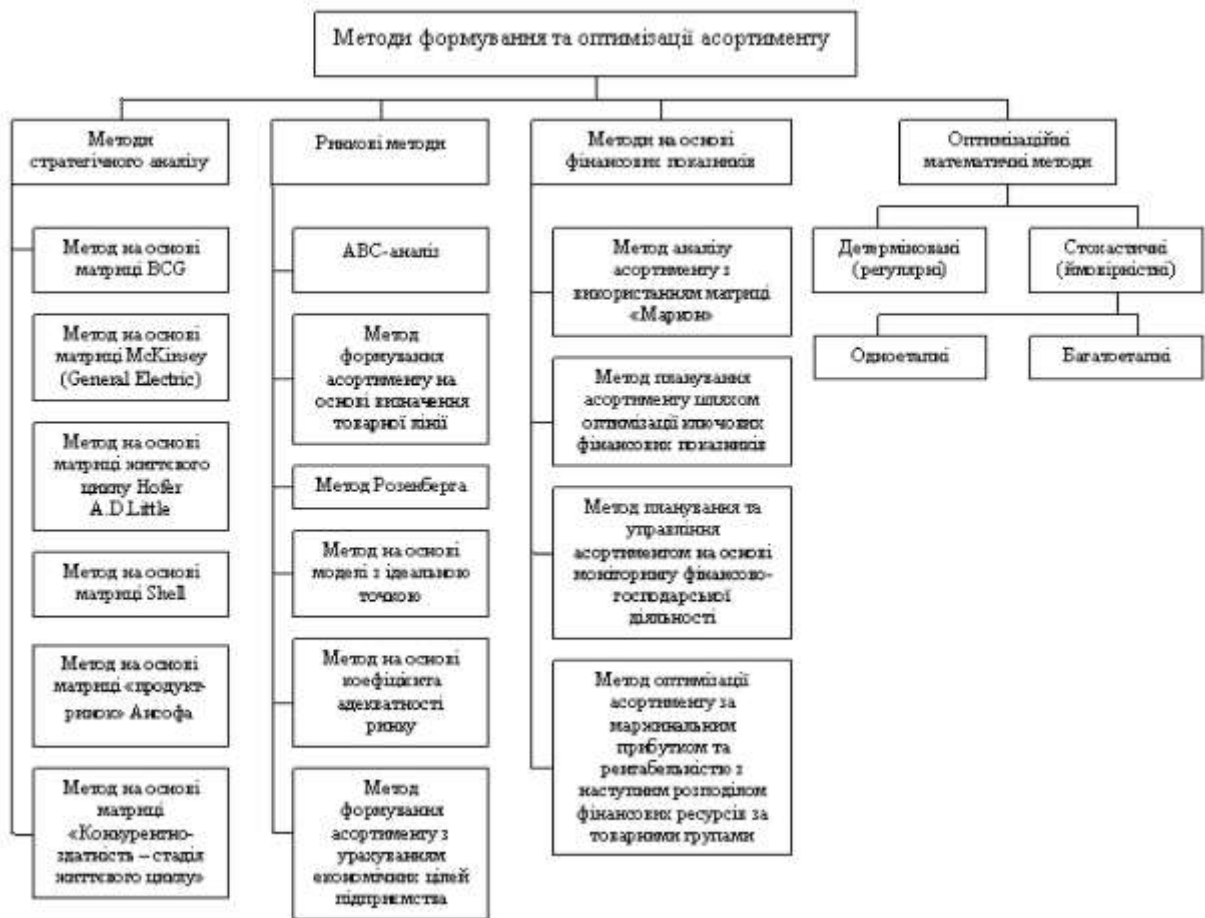 Методи формування та оптимізації асортименту
Методи
стратегічного аналізу
Метод на основі
матриці BCG
Метод на основі
матриці McKinsey
(General Electric)
Метод на основі
матриці життєвого
циклу Hofer
A.D.Little
Метод на основі
матриці Shell
Метод на основі
матриці «продукт-
ринок» Ансофа
Метод на основі
матриці
«Конкуренто-
здатність – стадія
життєвого циклу»
Ринкові методи
АВС-аналіз
Метод
формування
асортименту на
основі визначення
товарної лінії
Метод Розенберга
Метод на основі
моделі з ідеальною
точкою
Метод на основі
коефіцієнта
адекватності
ринку
Метод
формування
асортименту з
урахуванням
економічних цілей
підприємства
Методи на основі
фінансових показників
Метод аналізу
асортименту з
використанням матриці
«Маркон»
Метод планування
асортименту шляхом
оптимізації ключових
фінансових показників
Метод планування та
управління
асортиментом на основі
моніторингу фінансово-
господарської
діяльності
Метод оптимізації
асортименту за
маржинальним
прибутком та
рентабельністю з
наступним розподілом
фінансових ресурсів за
товарними групами
Оптимізаційні
математичні методи
Детерміновані
(регулярні)
Стохастичні
(ймовірністні)
Одноетапні
Багатоетапні